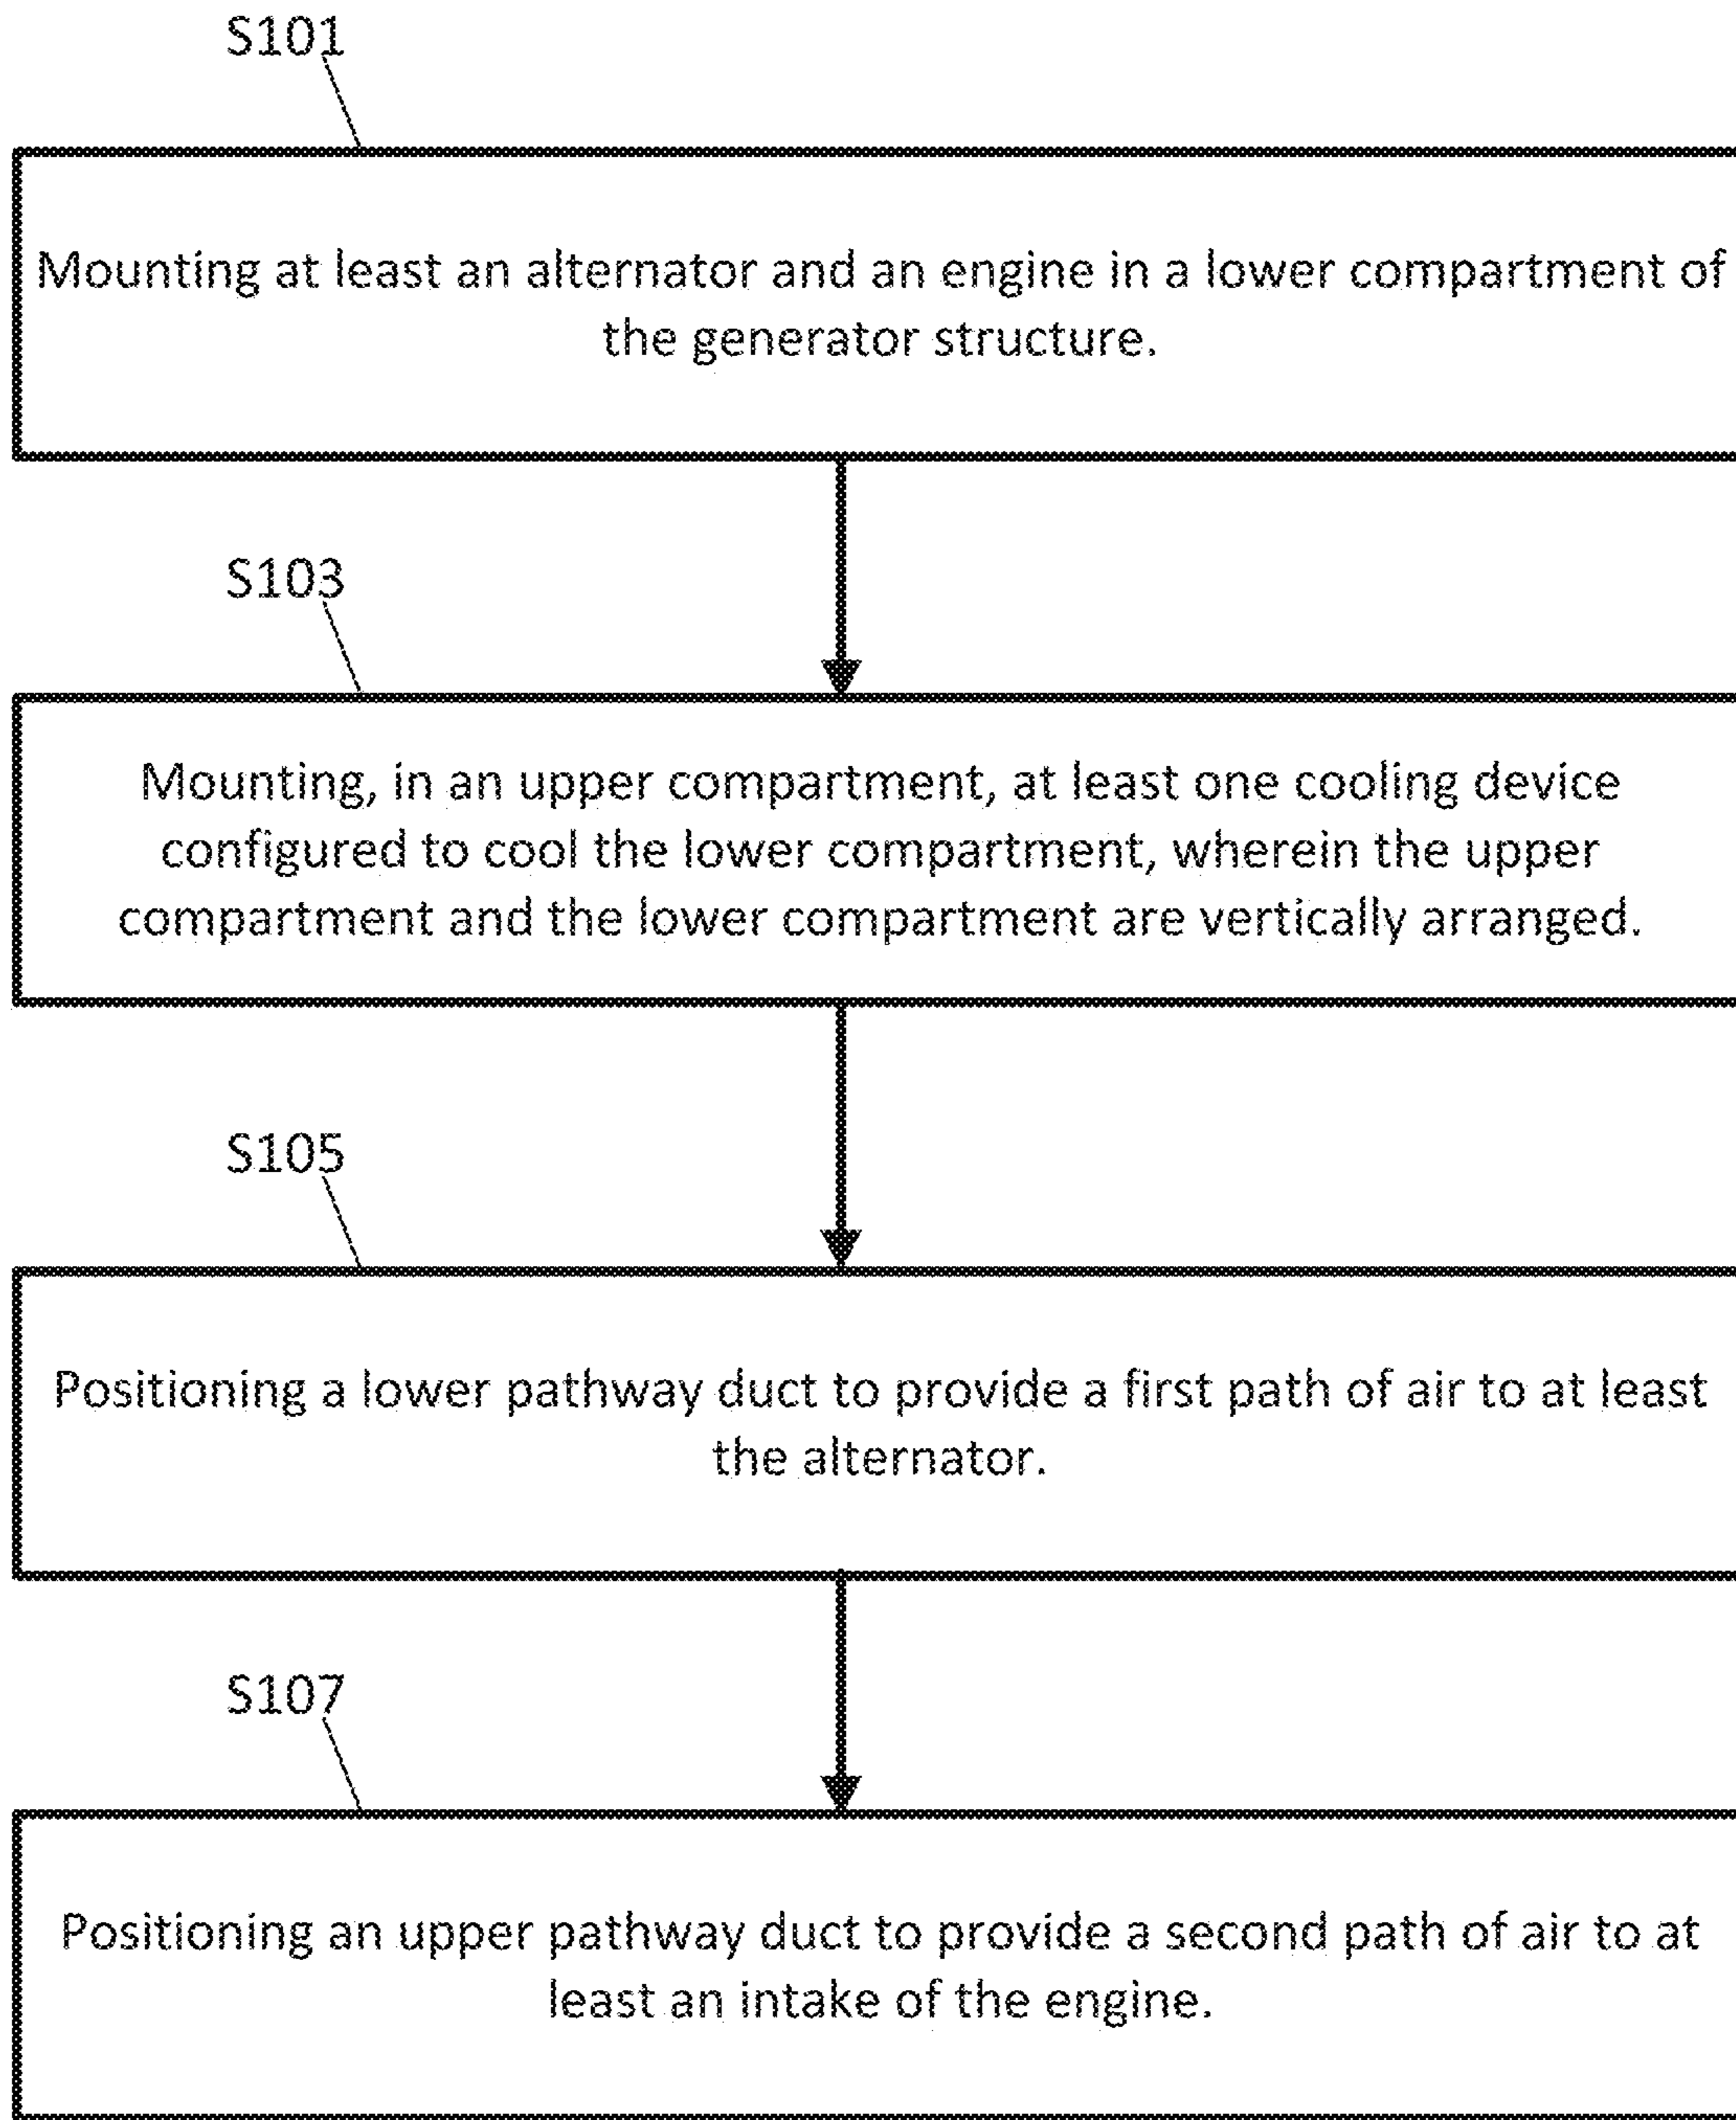 S101
Mounting at least an alternator and an engine in a lower compartment of
the generator structure.
S103
Mounting, in an upper compartment, at least one cooling device
configured to cool the lower compartment, wherein the upper
compartment and the lower compartment are vertically arranged.
S105
Positioning a lower pathway duct to provide a first path of air to at least
the alternator.
S107
Positioning an upper pathway duct to provide a second path of air to at
least an intake of the engine.